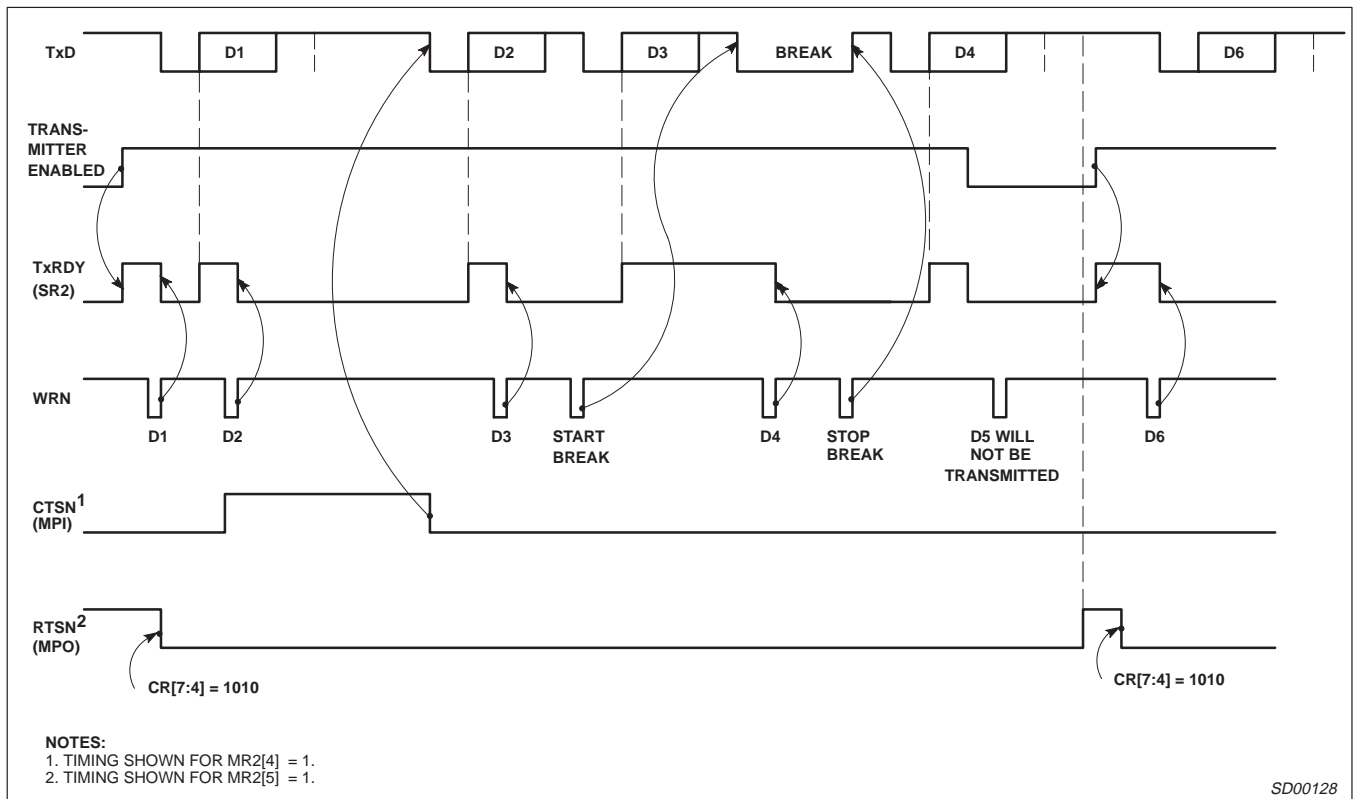 TxD
D1
D2
D3
BREAK
D4
D6
TRANS-
MITTER
ENABLED
TxRDY
(SR2)
WRN
D1
D2
D3
START
BREAK
D4
STOP
BREAK
D5 WILL
NOT BE
TRANSMITTED
D6
CTSN1
(MPI)
RTSN2
(MPO)
CR[7:4] = 1010
CR[7:4] = 1010
NOTES:
1. TIMING SHOWN FOR MR2[4] = 1.
2. TIMING SHOWN FOR MR2[5] = 1.
SD00128